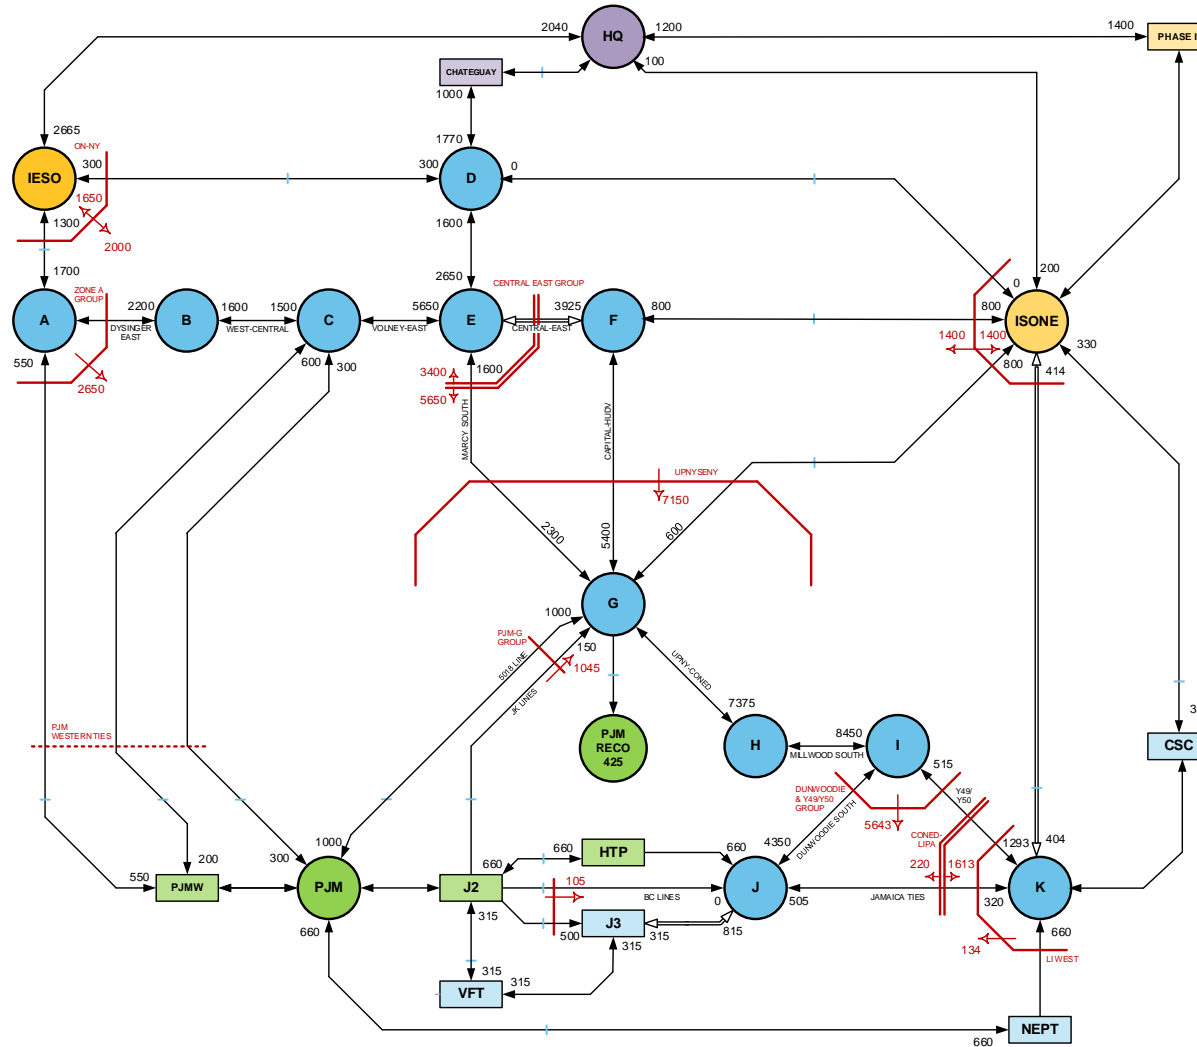 2040
HQ
1200
1400
PHASE I
100
CHATEGUAY
1000
2665
ON-NY
1770
300
300
0
IESO
D
1650
1300
2000
1600
1700
2650
200
0
ZONE A
GROUP
CENTRAL EAST GROUP
A
2200
B
1600
1500
C
5650
E
3925
F
800
800
ISONE
DYSINGER
EAST
WEST-CENTRAL
VOLNEY-EAST
CENTRAL-EAST
1400
1400
550
600
300
1600
800
330
2650
3400
5650
414
MARCY SOUTH
CAPITAL-HUDV
UPNYSENY
7150
2300
5400
600
G
1000
150
PJM-G
GROUP
1045
5018 LINE
JK LINES
UPNY-CONED
7375
8450
3
PJM
WESTERN TIES
PJM
RECO
425
H
I
CSC
MILLWOOD SOUTH
515
DUNWOODIE
& Y49/Y50
GROUP
Y49/
Y50
5643
DUNWOODIE SOUTH
CONED-
LIPA
1000
4350
1293
404
660
HTP
660
200
300
660
220
1613
550
PJMW
PJM
J2
105
BC LINES
J
JAMAICA TIES
K
0
505
320
660
315
500
J3
315
815
660
315
134
LI WEST
315
VFT
315
NEPT
660